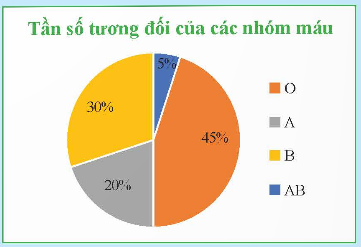 Tần số tương đối của các nhóm máu
5%
45%
20%
30%
O
A
B
AB